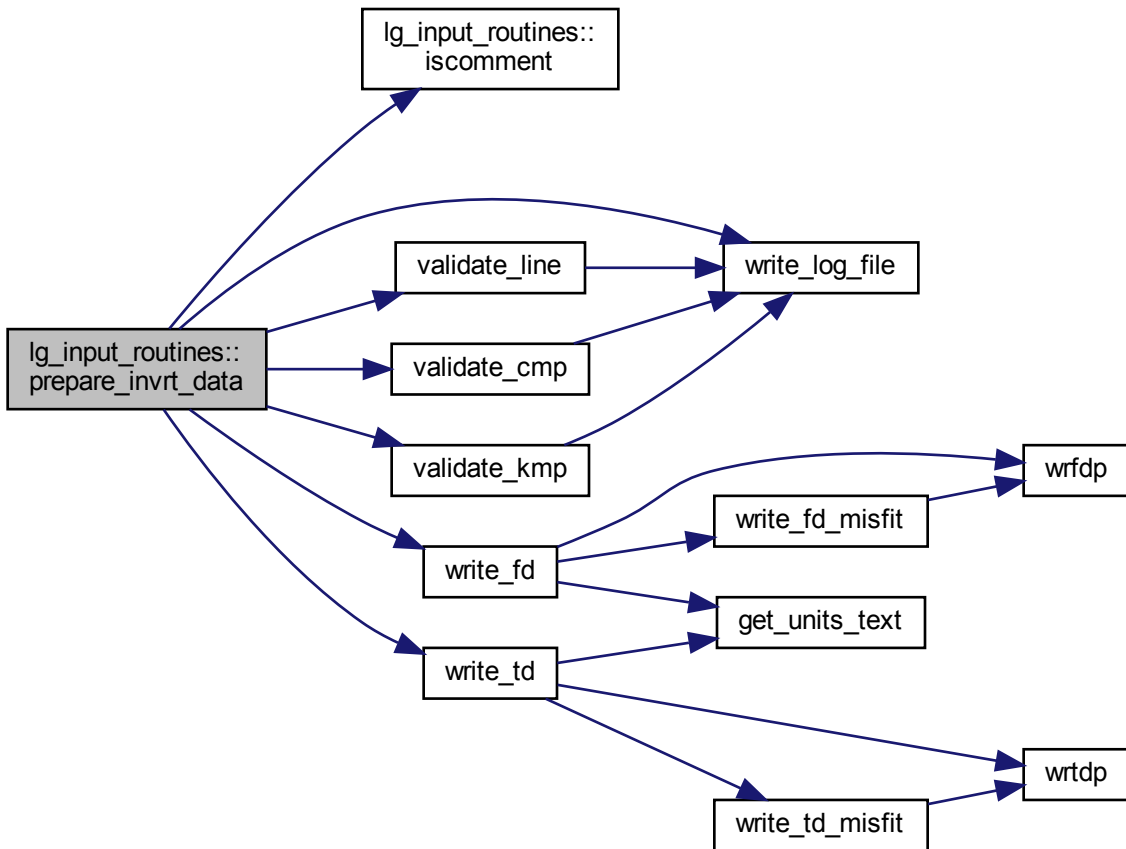 lg_input_routines::
iscomment
validate_line
write_log_file
lg_input_routines::
prepare_invrt_data
validate_cmp
validate_kmp
wrfdp
write_fd_misfit
write_fd
get_units_text
write_td
wrtdp
write_td_misfit